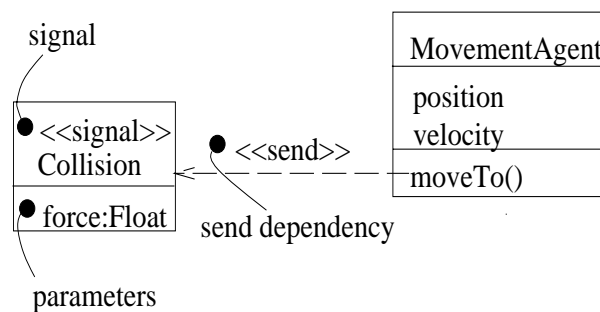 signal
MovementAgent
<<signal>>
Collision
<<send>>
position
velocity
moveTo()
force:Float
send dependency
parameters